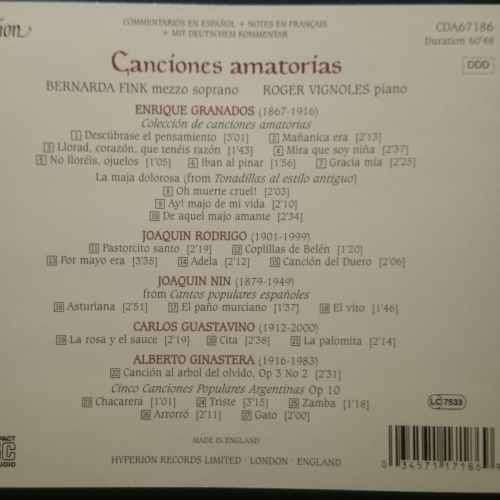 COMMENTARIOS EN ESPAÑOL + NOTES EN FRANÇAIS
+ MIT DEUTSCHEM KOMMENTAR
CDA67186
Duration 60'48
DDD
Canciones amatorias
BERNARDA FINK mezzo soprano ROGER VIGNOLES piano
ENRIQUE GRANADOS (1867-1916)
Colección de canciones amatorias
1 Descúbrase el pensamiento [5'01] 2 Mañanica era [2'13]
3 Llorad, corazón, que tenéis razón [1'43] 4 Mira que soy niña [2'37]
5 No lloréis, ojuelos [1'05] 6 Iban al pinar [1'56] 7 Gracia mía [2'25]
La maja dolorosa (from Tonadillas al estilo antiguo)
8 Oh muerte cruel! [2'03]
9 Ay! majo de mi vida [2'10]
10 De aquel majo amante [2'34]
JOAQUIN RODRIGO (1901-1999)
11 Pastorcito santo [2'19] 12 Coplillas de Belén [1'20]
13 Por mayo era [3'38] 14 Adela [2'12] 15 Canción del Duero [2'06]
JOAQUIN NIN (1879-1949)
from Cantos populares españoles
16 Asturiana [2'51] 17 El paño murciano [1'37] 18 El vito [1'46]
CARLOS GUASTAVINO (1912-2000)
19 La rosa y el sauce [2'19] 20 Cita [2'38] 21 La palomita [2'14]
ALBERTO GINASTERA (1916-1983)
22 Canción al arbol del olvido, Op 3 No 2 [2'31]
Cinco Canciones Populares Argentinas Op 10
23 Chacarera [1'01] 24 Triste [3'15] 25 Zamba [1'18]
26 Arrorró [2'11] 27 Gato [2'00]
LC 7533
MADE IN ENGLAND
HYPERION RECORDS LIMITED · LONDON · ENGLAND
0 34571 17186